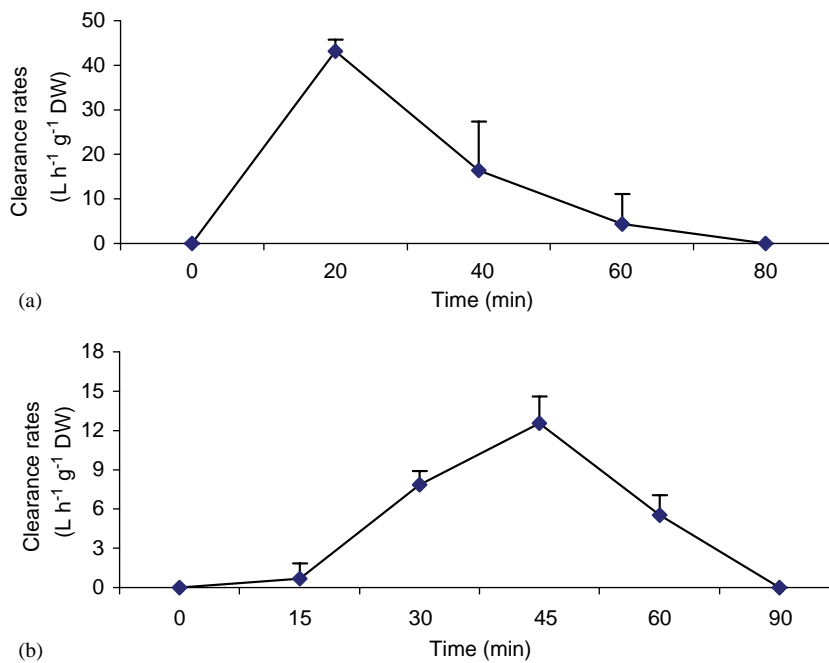 50
40
30
20
10
0
Clearance rates
(L h⁻¹ g⁻¹ DW)
0 20 40 60 80
Time (min)
(a)
18
15
12
9
6
3
0
Clearance rates
(L h⁻¹ g⁻¹ DW)
0 15 30 45 60 90
Time (min)
(b)